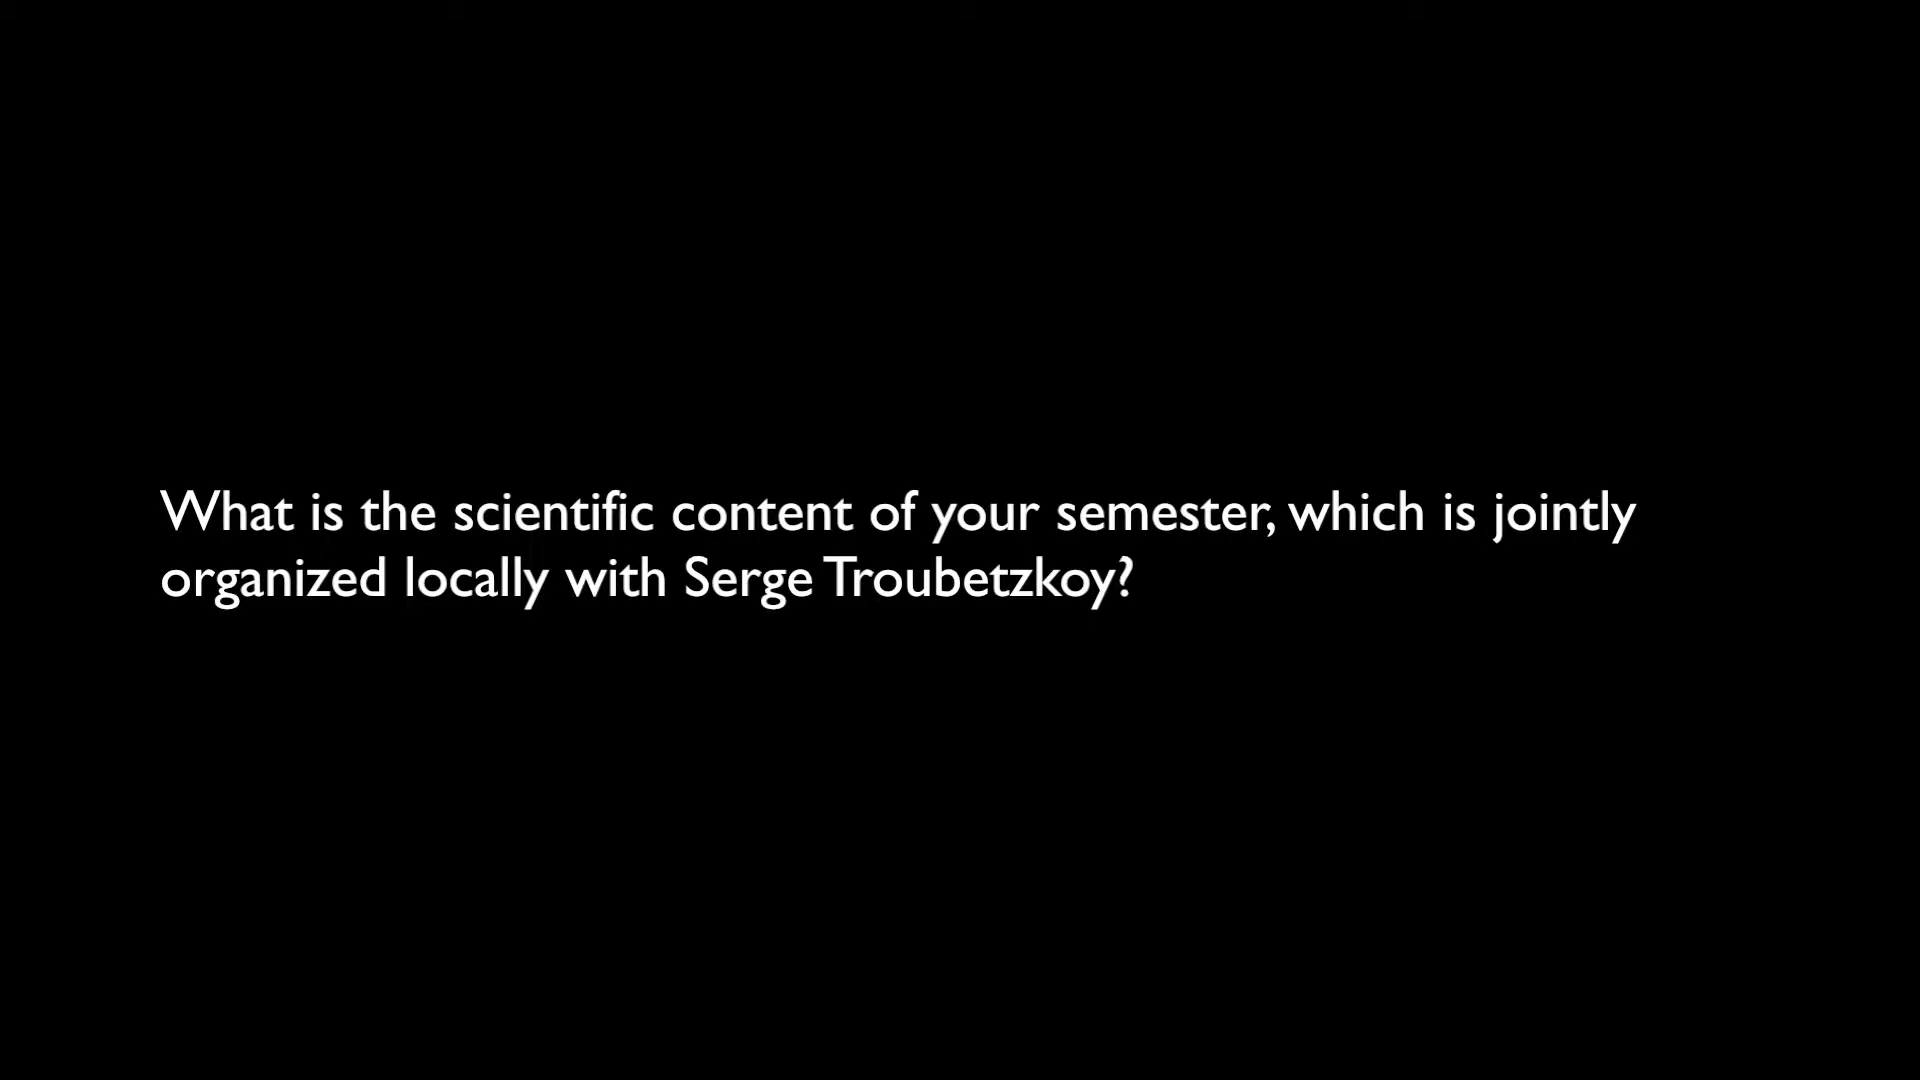 What is the scientific content of your semester, which is jointly
organized locally with Serge Troubetzkoy?